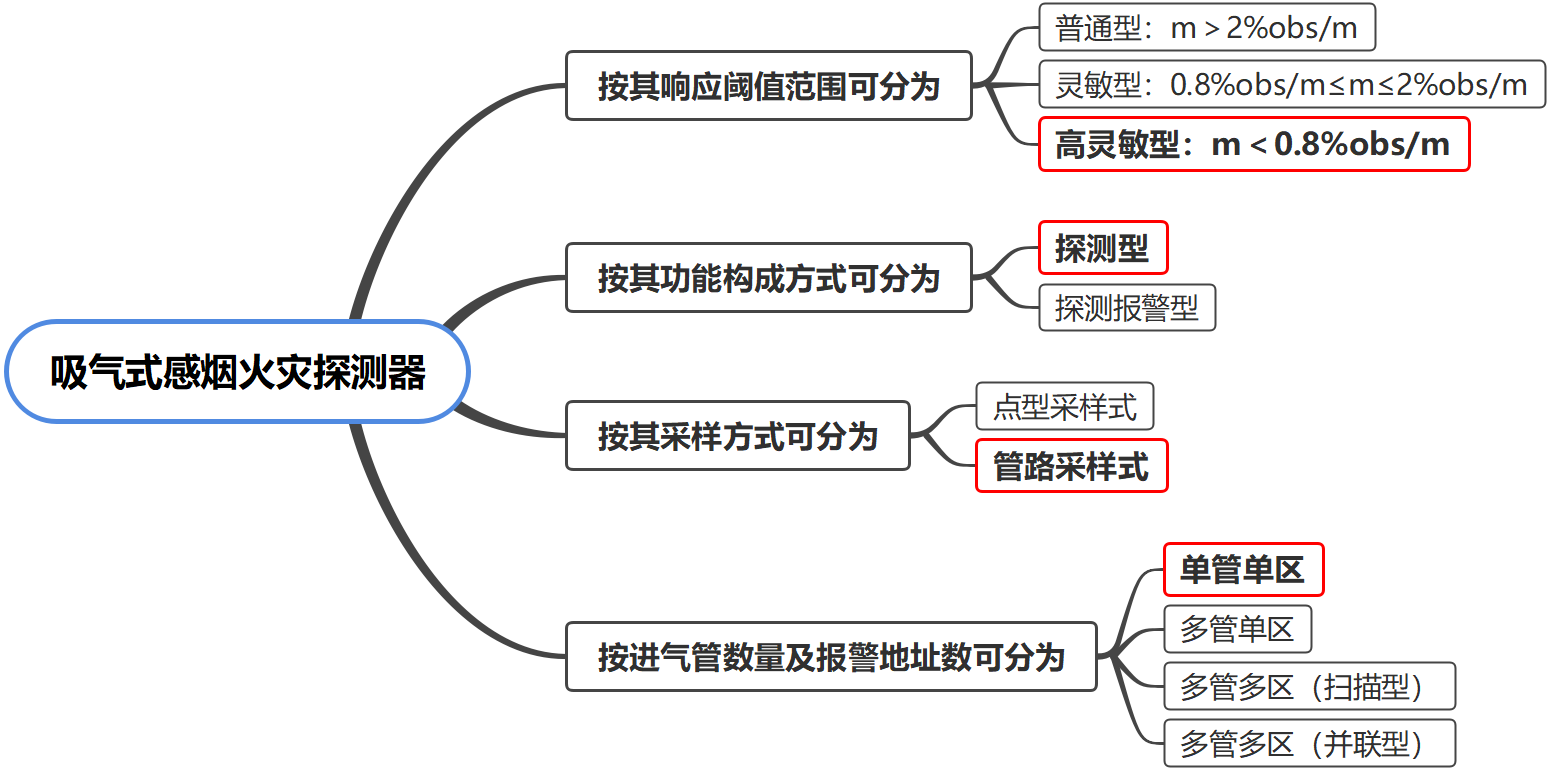 吸气式感烟火灾探测器
按其响应阈值范围可分为
普通型：m＞2%obs/m
灵敏型：0.8%obs/m≤m≤2%obs/m
高灵敏型：m＜0.8%obs/m
按其功能构成方式可分为
探测型
探测报警型
按其采样方式可分为
点型采样式
管路采样式
按进气管数量及报警地址数可分为
单管单区
多管单区
多管多区（扫描型）
多管多区（并联型）